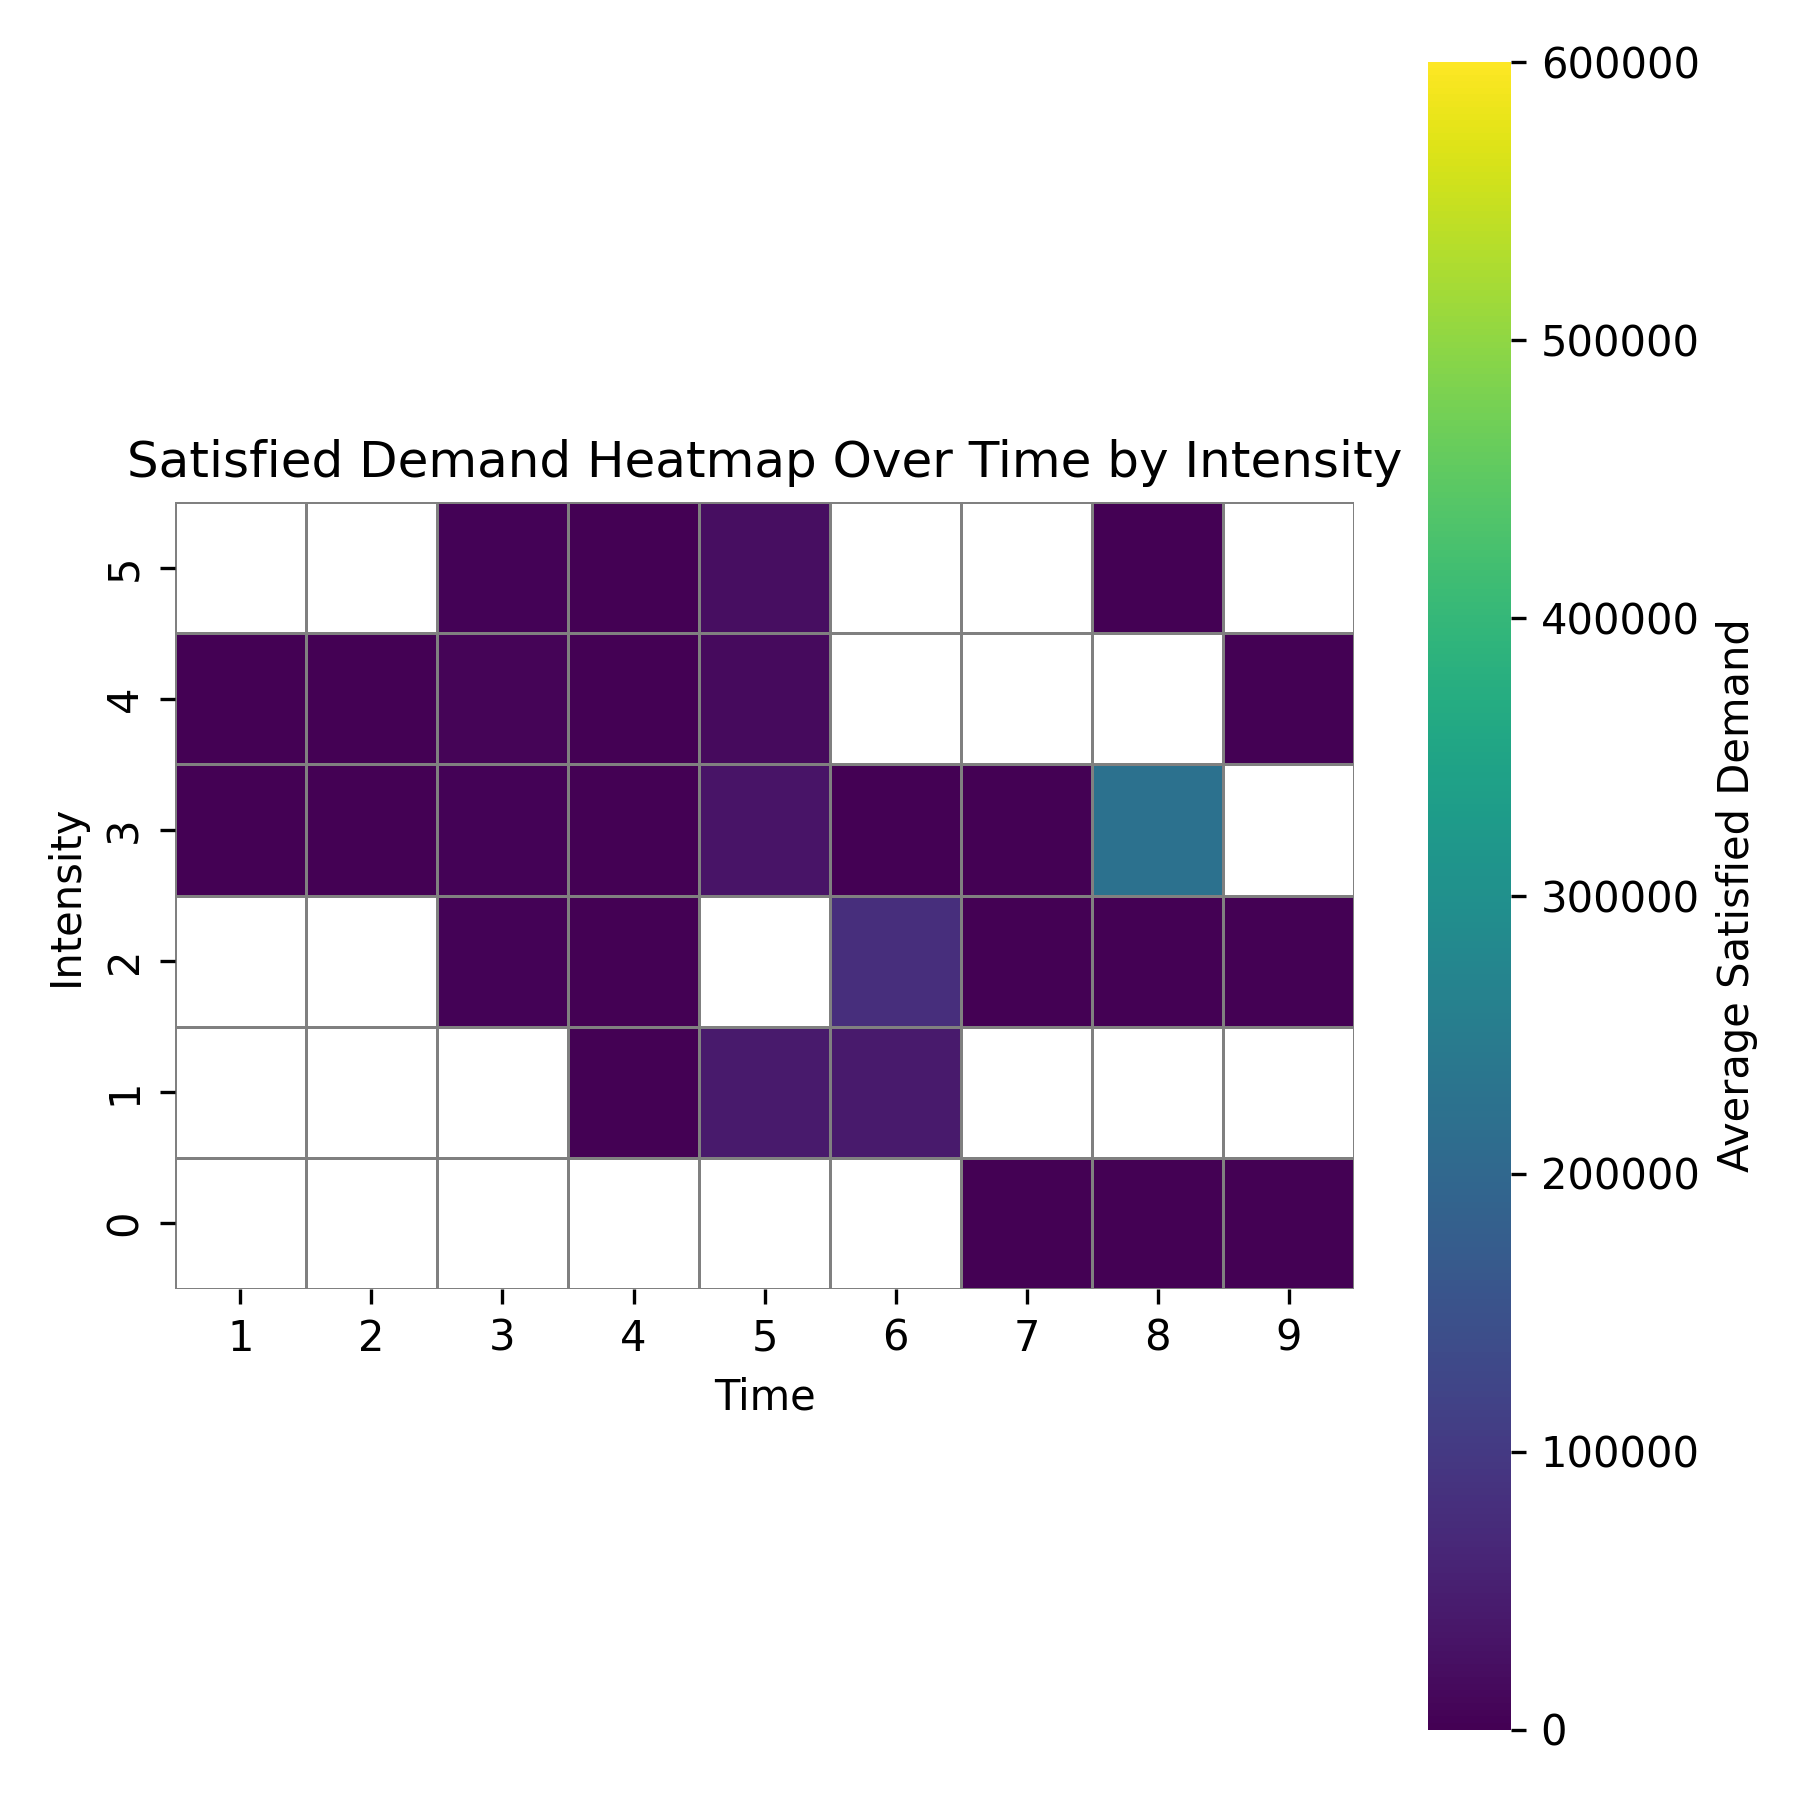 Satisfied Demand Heatmap Over Time by Intensity
Intensity
5
4
3
2
1
0
1 2 3 4 5 6 7 8 9
Time
600000
500000
400000
300000
200000
100000
0
Average Satisfied Demand